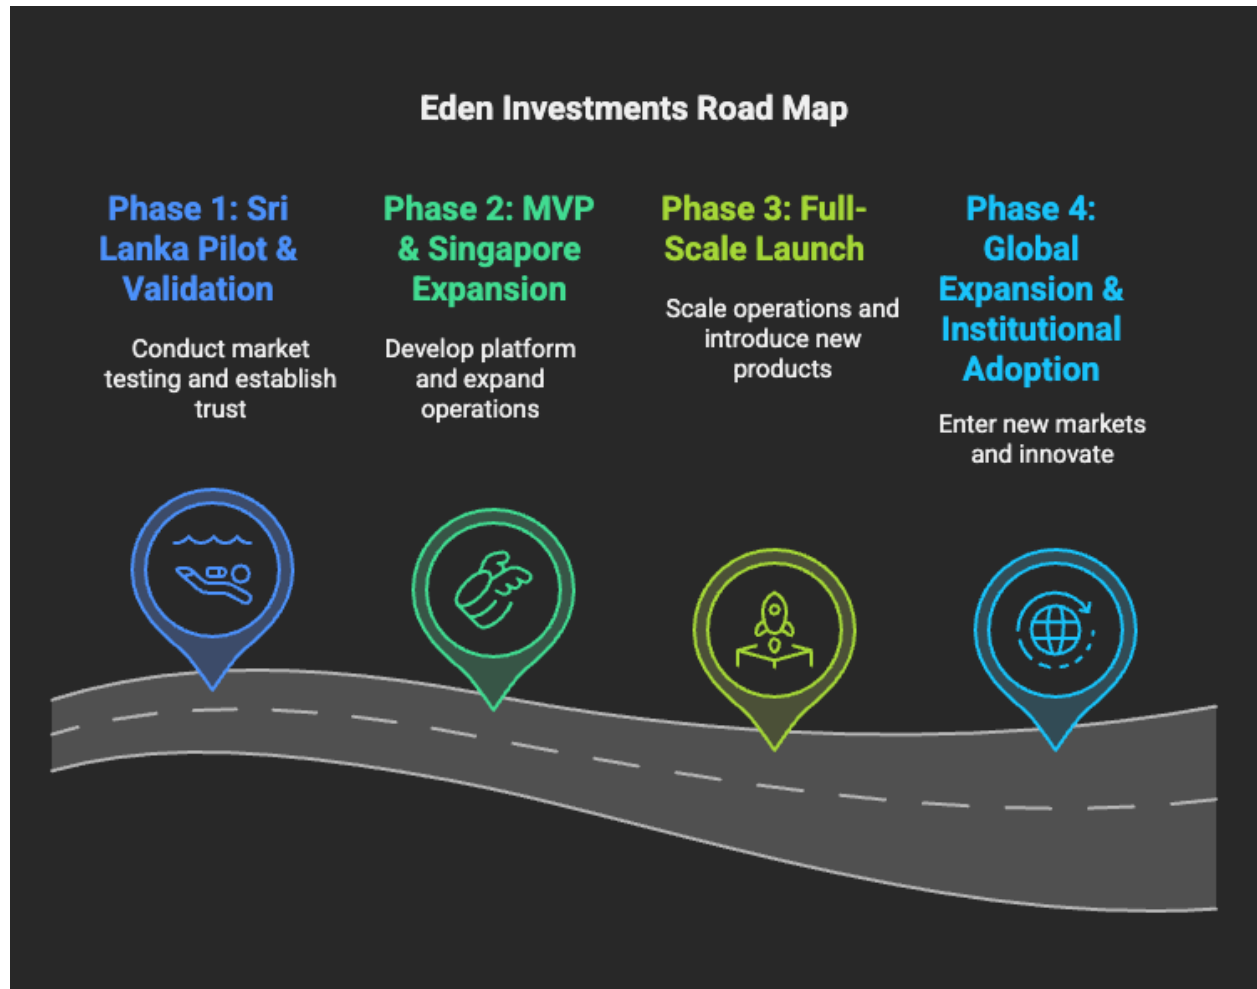 Eden Investments Road Map
Phase 1: Sri
Lanka Pilot &
Validation
Conduct market
testing and establish
trust
Phase 2: MVP
& Singapore
Expansion
Develop platform
and expand
operations
Phase 3: Full-
Scale Launch
Scale operations and
introduce new
products
Phase 4:
Global
Expansion &
Institutional
Adoption
Enter new markets
and innovate